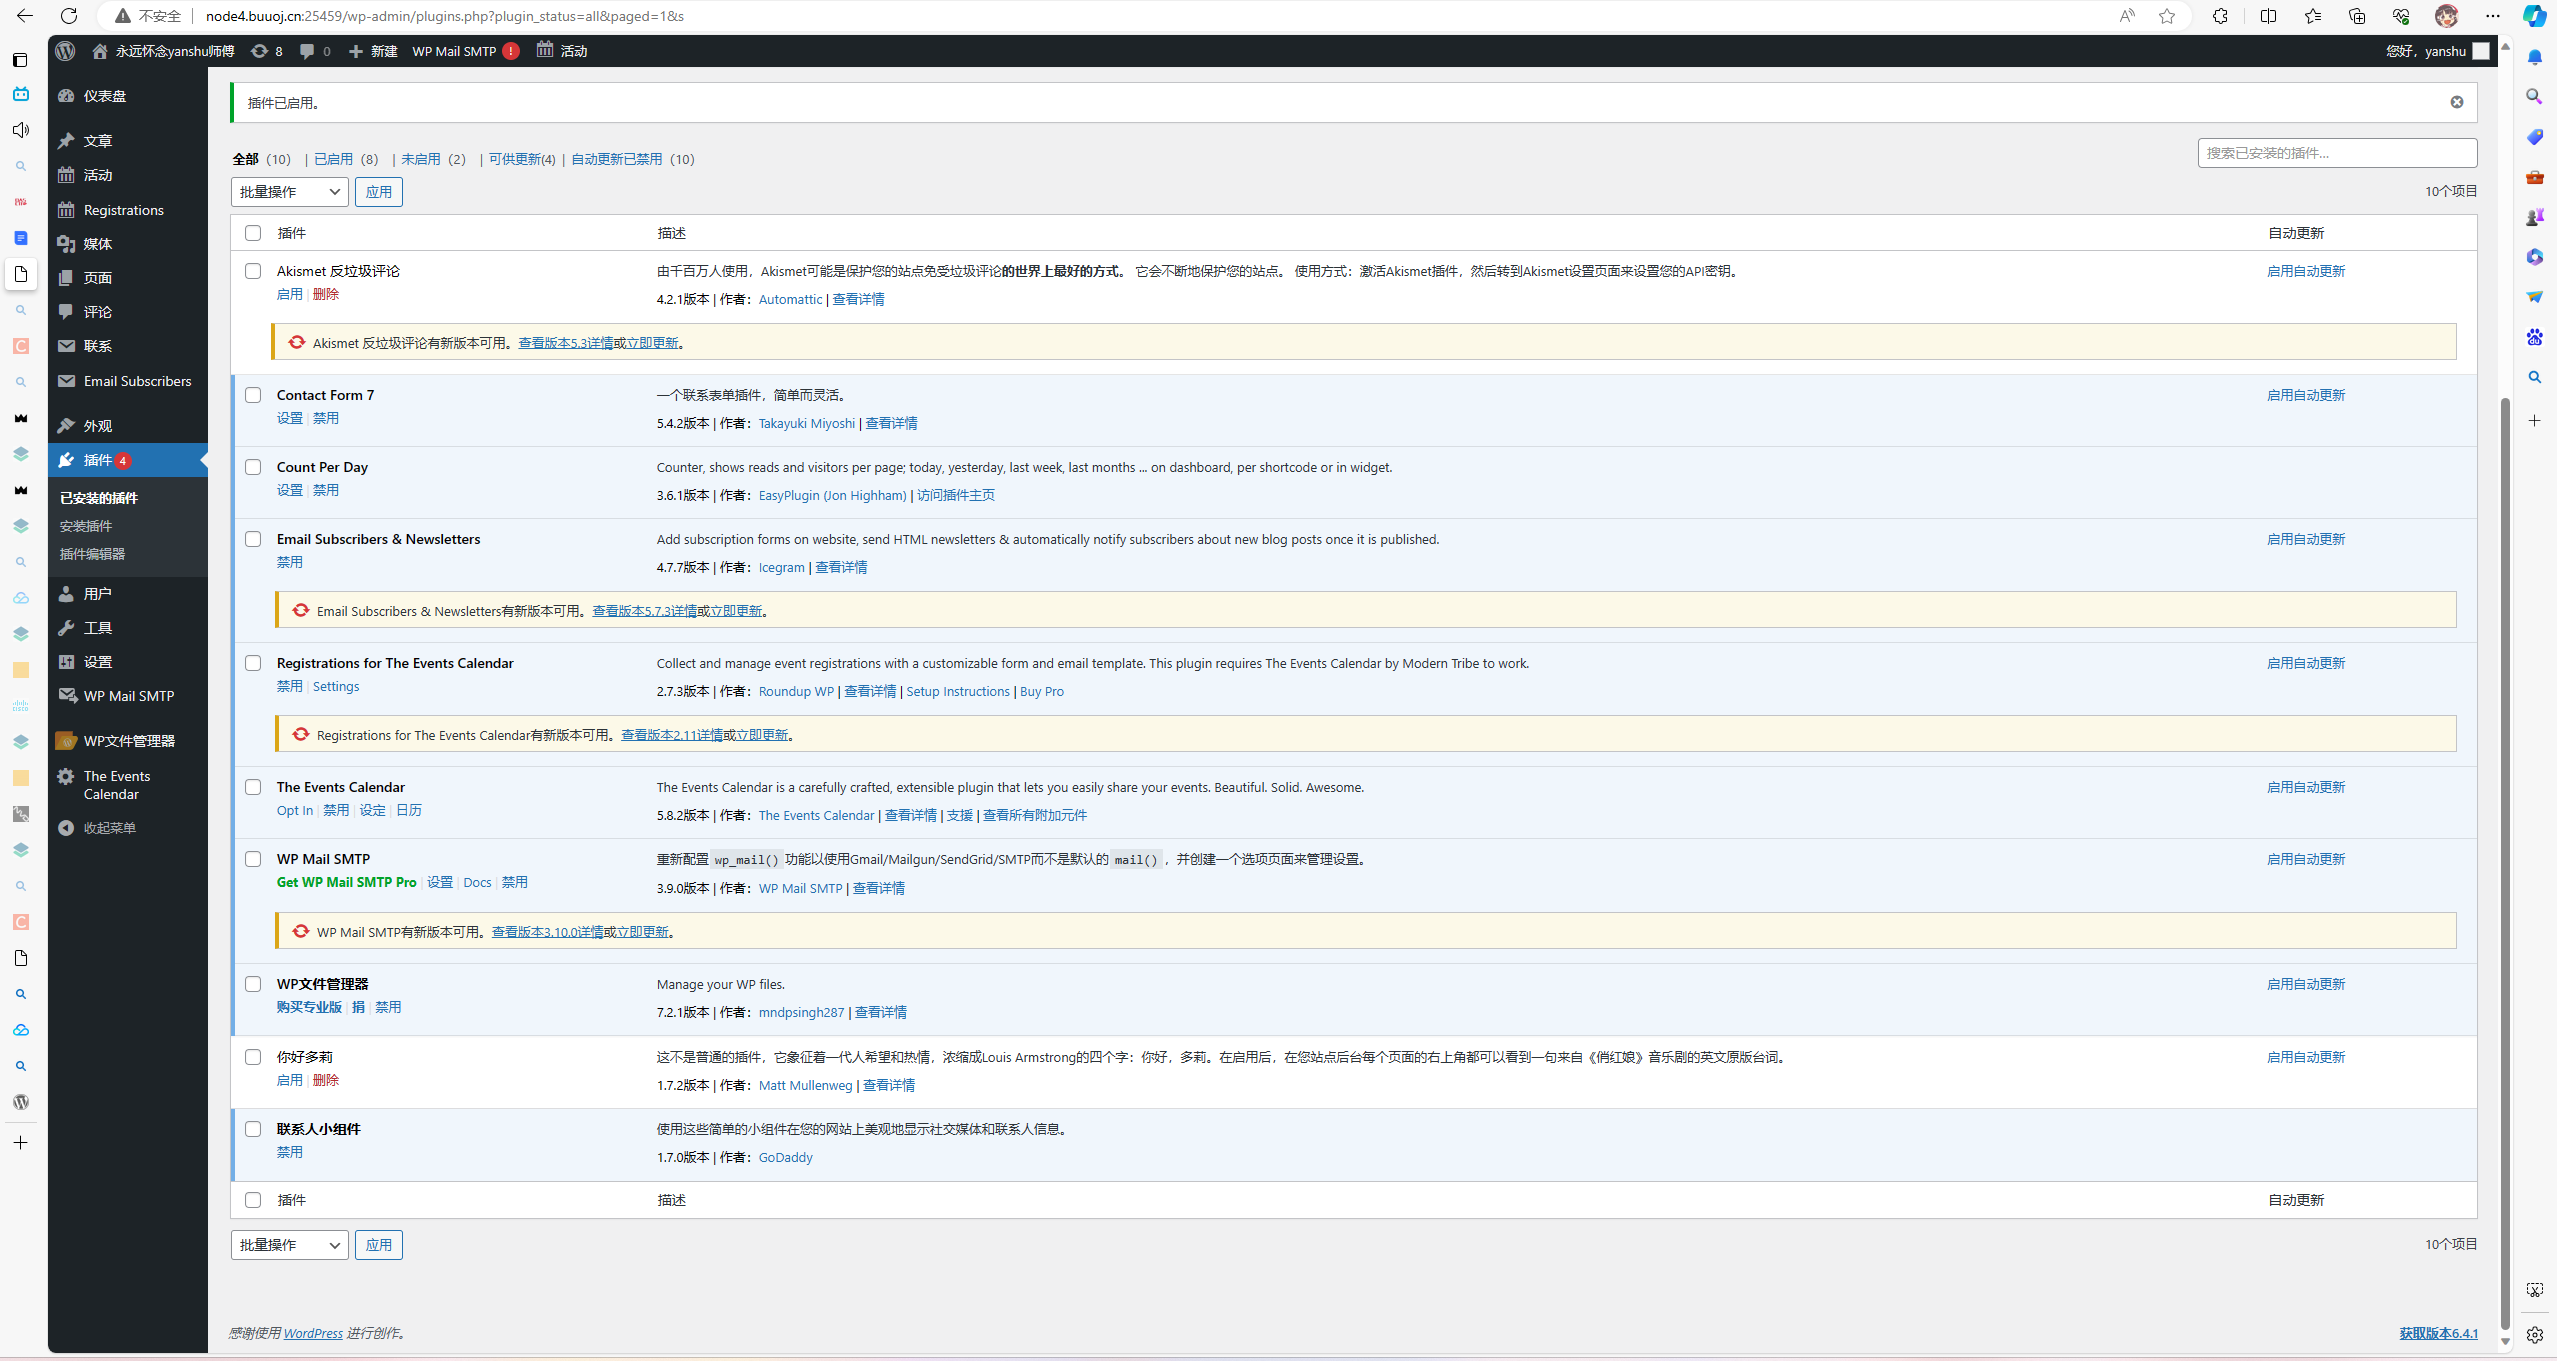 不安全 node4.buuoj.cn:25459/wp-admin/plugins.php?plugin_status=all&paged=1&s
永远怀念yanshu师傅 8 0 新建 WP Mail SMTP ! 活动 您好，yanshu
仪表盘
文章
活动
Registrations
媒体
页面
评论
联系
Email Subscribers
外观
插件 4
已安装的插件
安装插件
插件编辑器
用户
工具
设置
WP Mail SMTP
WP文件管理器
The Events
Calendar
收起菜单
插件已启用。
全部（10） | 已启用（8） | 未启用（2） | 可供更新(4) | 自动更新已禁用（10）
搜索已安装的插件...
批量操作 应用 10个项目
插件 描述 自动更新
Akismet 反垃圾评论 由千百万人使用，Akismet可能是保护您的站点免受垃圾评论的世界上最好的方式。 它会不断地保护您的站点。 使用方式：激活Akismet插件，然后转到Akismet设置页面来设置您的API密钥。 启用自动更新
启用 | 删除
4.2.1版本 | 作者：Automattic | 查看详情
Akismet 反垃圾评论有新版本可用。查看版本5.3详情或立即更新。
Contact Form 7 一个联系表单插件，简单而灵活。 启用自动更新
设置 | 禁用
5.4.2版本 | 作者：Takayuki Miyoshi | 查看详情
Count Per Day Counter, shows reads and visitors per page; today, yesterday, last week, last months ... on dashboard, per shortcode or in widget.
设置 | 禁用
3.6.1版本 | 作者：EasyPlugin (Jon Highham) | 访问插件主页
Email Subscribers & Newsletters Add subscription forms on website, send HTML newsletters & automatically notify subscribers about new blog posts once it is published. 启用自动更新
禁用
4.7.7版本 | 作者：Icegram | 查看详情
Email Subscribers & Newsletters有新版本可用。查看版本5.7.3详情或立即更新。
Registrations for The Events Calendar Collect and manage event registrations with a customizable form and email template. This plugin requires The Events Calendar by Modern Tribe to work. 启用自动更新
禁用 | Settings
2.7.3版本 | 作者：Roundup WP | 查看详情 | Setup Instructions | Buy Pro
Registrations for The Events Calendar有新版本可用。查看版本2.11详情或立即更新。
The Events Calendar The Events Calendar is a carefully crafted, extensible plugin that lets you easily share your events. Beautiful. Solid. Awesome. 启用自动更新
Opt In | 禁用 | 设定 | 日历
5.8.2版本 | 作者：The Events Calendar | 查看详情 | 支援 | 查看所有附加元件
WP Mail SMTP 重新配置 wp_mail() 功能以使用Gmail/Mailgun/SendGrid/SMTP而不是默认的 mail() ，并创建一个选项页面来管理设置。 启用自动更新
Get WP Mail SMTP Pro | 设置 | Docs | 禁用
3.9.0版本 | 作者：WP Mail SMTP | 查看详情
WP Mail SMTP有新版本可用。查看版本3.10.0详情或立即更新。
WP文件管理器 Manage your WP files. 启用自动更新
购买专业版 | 捐 | 禁用
7.2.1版本 | 作者：mndpsingh287 | 查看详情
你好多莉 这不是普通的插件，它象征着一代人希望和热情，浓缩成Louis Armstrong的四个字：你好，多莉。在启用后，在您站点后台每个页面的右上角都可以看到一句来自《俏红娘》音乐剧的英文原版台词。 启用自动更新
启用 | 删除
1.7.2版本 | 作者：Matt Mullenweg | 查看详情
联系人小组件 使用这些简单的小组件在您的网站上美观地显示社交媒体和联系人信息。
禁用
1.7.0版本 | 作者：GoDaddy
插件 描述 自动更新
批量操作 应用 10个项目
感谢使用 WordPress 进行创作。 获取版本6.4.1